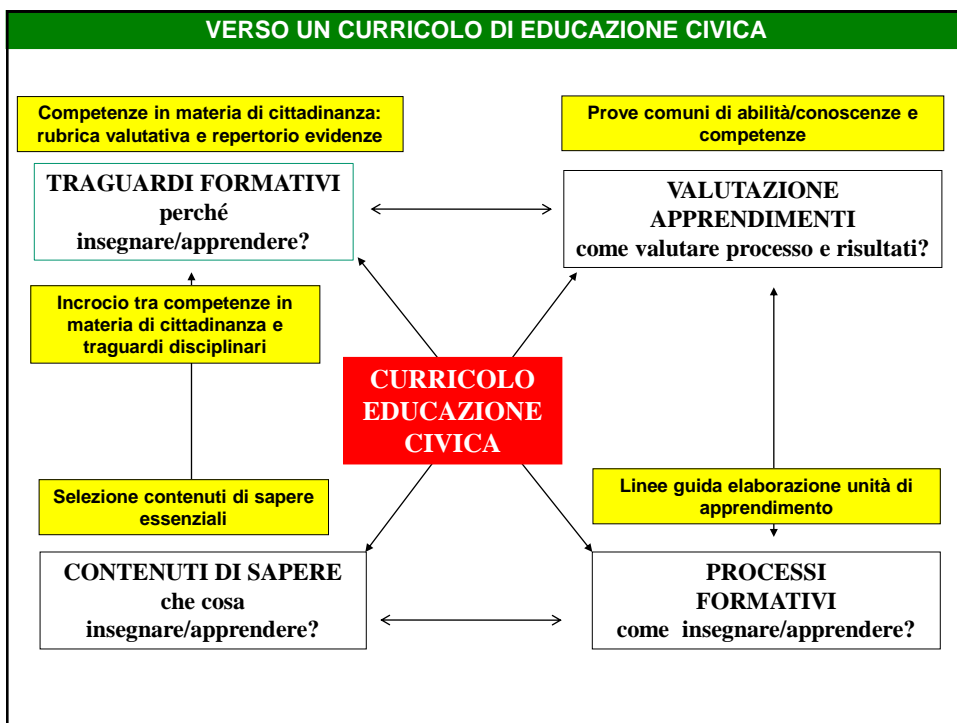 VERSO UN CURRICOLO DI EDUCAZIONE CIVICA
Competenze in materia di cittadinanza:
rubrica valutativa e repertorio evidenze
Prove comuni di abilità/conoscenze e
competenze
TRAGUARDI FORMATIVI
perché
insegnare/apprendere?
VALUTAZIONE
APPRENDIMENTI
come valutare processo e risultati?
Incrocio tra competenze in
materia di cittadinanza e
traguardi disciplinari
CURRICOLO
EDUCAZIONE
CIVICA
Selezione contenuti di sapere
essenziali
Linee guida elaborazione unità di
apprendimento
CONTENUTI DI SAPERE
che cosa
insegnare/apprendere?
PROCESSI
FORMATIVI
come insegnare/apprendere?